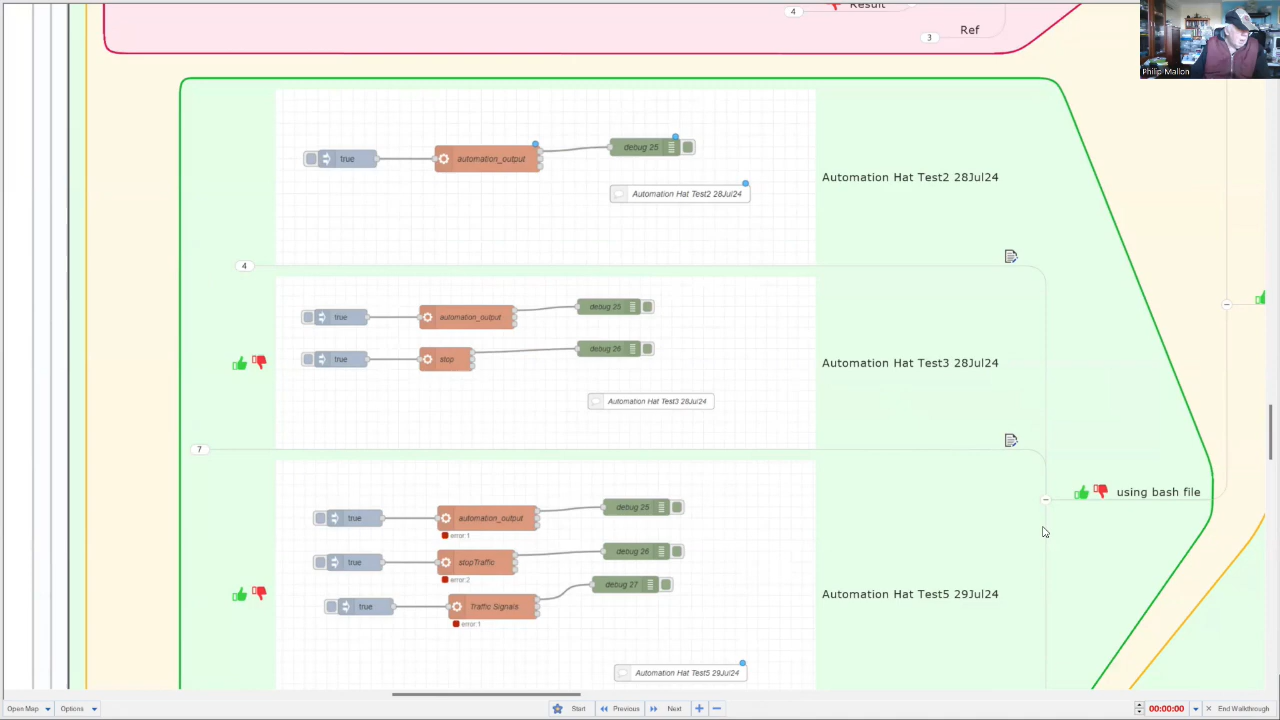 Result
4
Ref
3
Philip Mallon
true
automation_output
debug 25
Automation Hat Test2 28Jul24
Automation Hat Test2 28Jul24
4
true
automation_output
debug 25
true
stop
debug 26
Automation Hat Test3 28Jul24
Automation Hat Test3 28Jul24
7
using bash file
true
automation_output
debug 25
error:1
true
stopTraffic
debug 26
error:2
debug 27
true
Traffic Signals
error:1
Automation Hat Test5 29Jul24
Automation Hat Test5 29Jul24
Open Map
Options
Start
Previous
Next
00:00:00
End Walkthrough